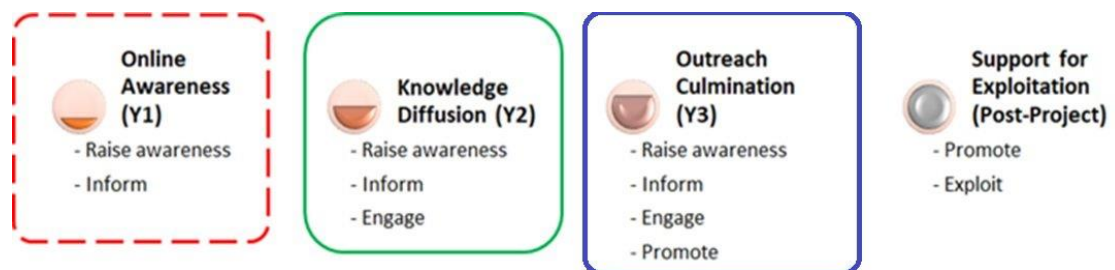 Online
Awareness
(Y1)
- Raise awareness
- Inform
Knowledge
Diffusion (Y2)
- Raise awareness
- Inform
- Engage
Outreach
Culmination
(Y3)
- Raise awareness
- Inform
- Engage
- Promote
Support for
Exploitation
(Post-Project)
- Promote
- Exploit